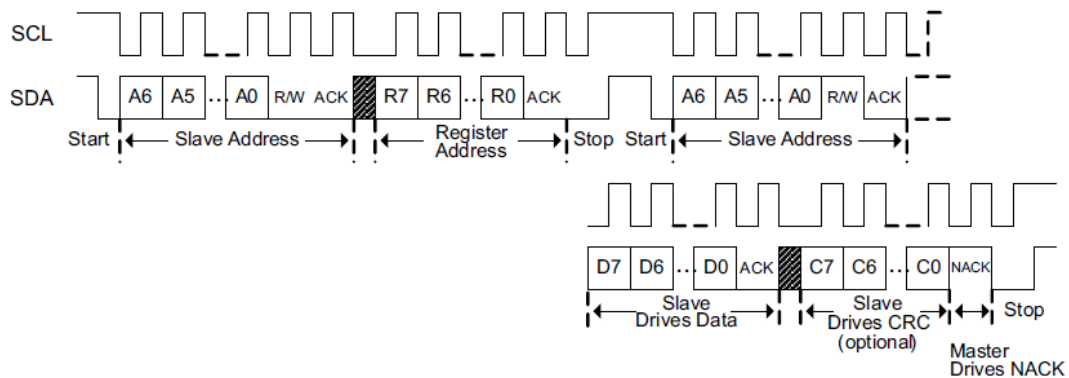 SCL
SDA A6 A5 ... A0 R/W ACK R7 R6 ... R0 ACK A6 A5 ... A0 R/W ACK
Start Slave Address Register Address Stop Start Slave Address
D7 D6 ... D0 ACK C7 C6 ... C0 NACK
Slave Drives Data Slave Drives CRC (optional) Stop
Master Drives NACK